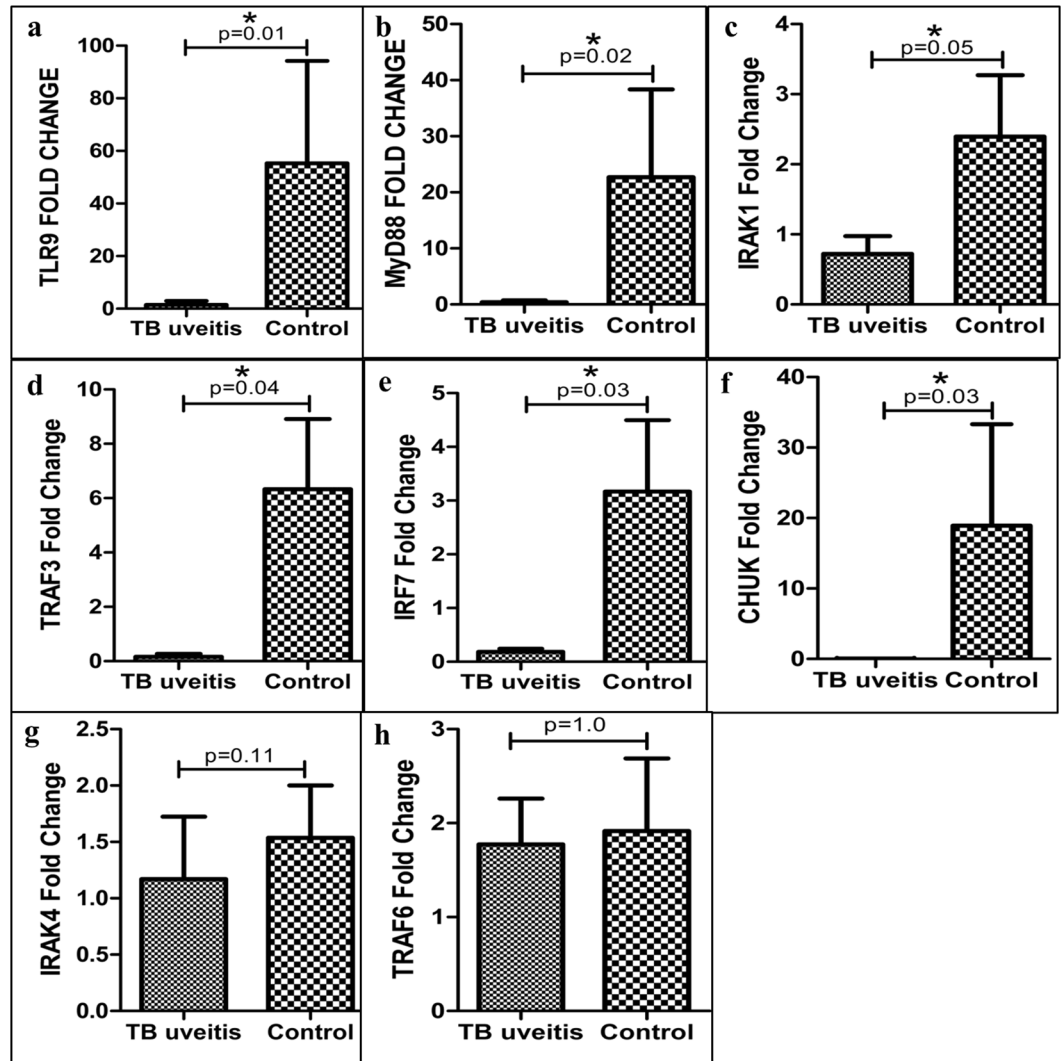 a
*
p=0.01
TLR9 FOLD CHANGE
100
80
60
40
20
0
TB uveitis Control
b
*
p=0.02
MyD88 FOLD CHANGE
50
40
30
20
10
0
TB uveitis Control
c
*
p=0.05
IRAK1 Fold Change
4
3
2
1
0
TB uveitis Control
d
*
p=0.04
TRAF3 Fold Change
10
8
6
4
2
0
TB uveitis Control
e
*
p=0.03
IRF7 Fold Change
5
4
3
2
1
0
TB uveitis Control
f
*
p=0.03
CHUK Fold Change
40
30
20
10
0
TB uveitis Control
g
p=0.11
IRAK4 Fold Change
2.5
2.0
1.5
1.0
0.5
0.0
TB uveitis Control
h
p=1.0
TRAF6 Fold Change
3
2
1
0
TB uveitis Control